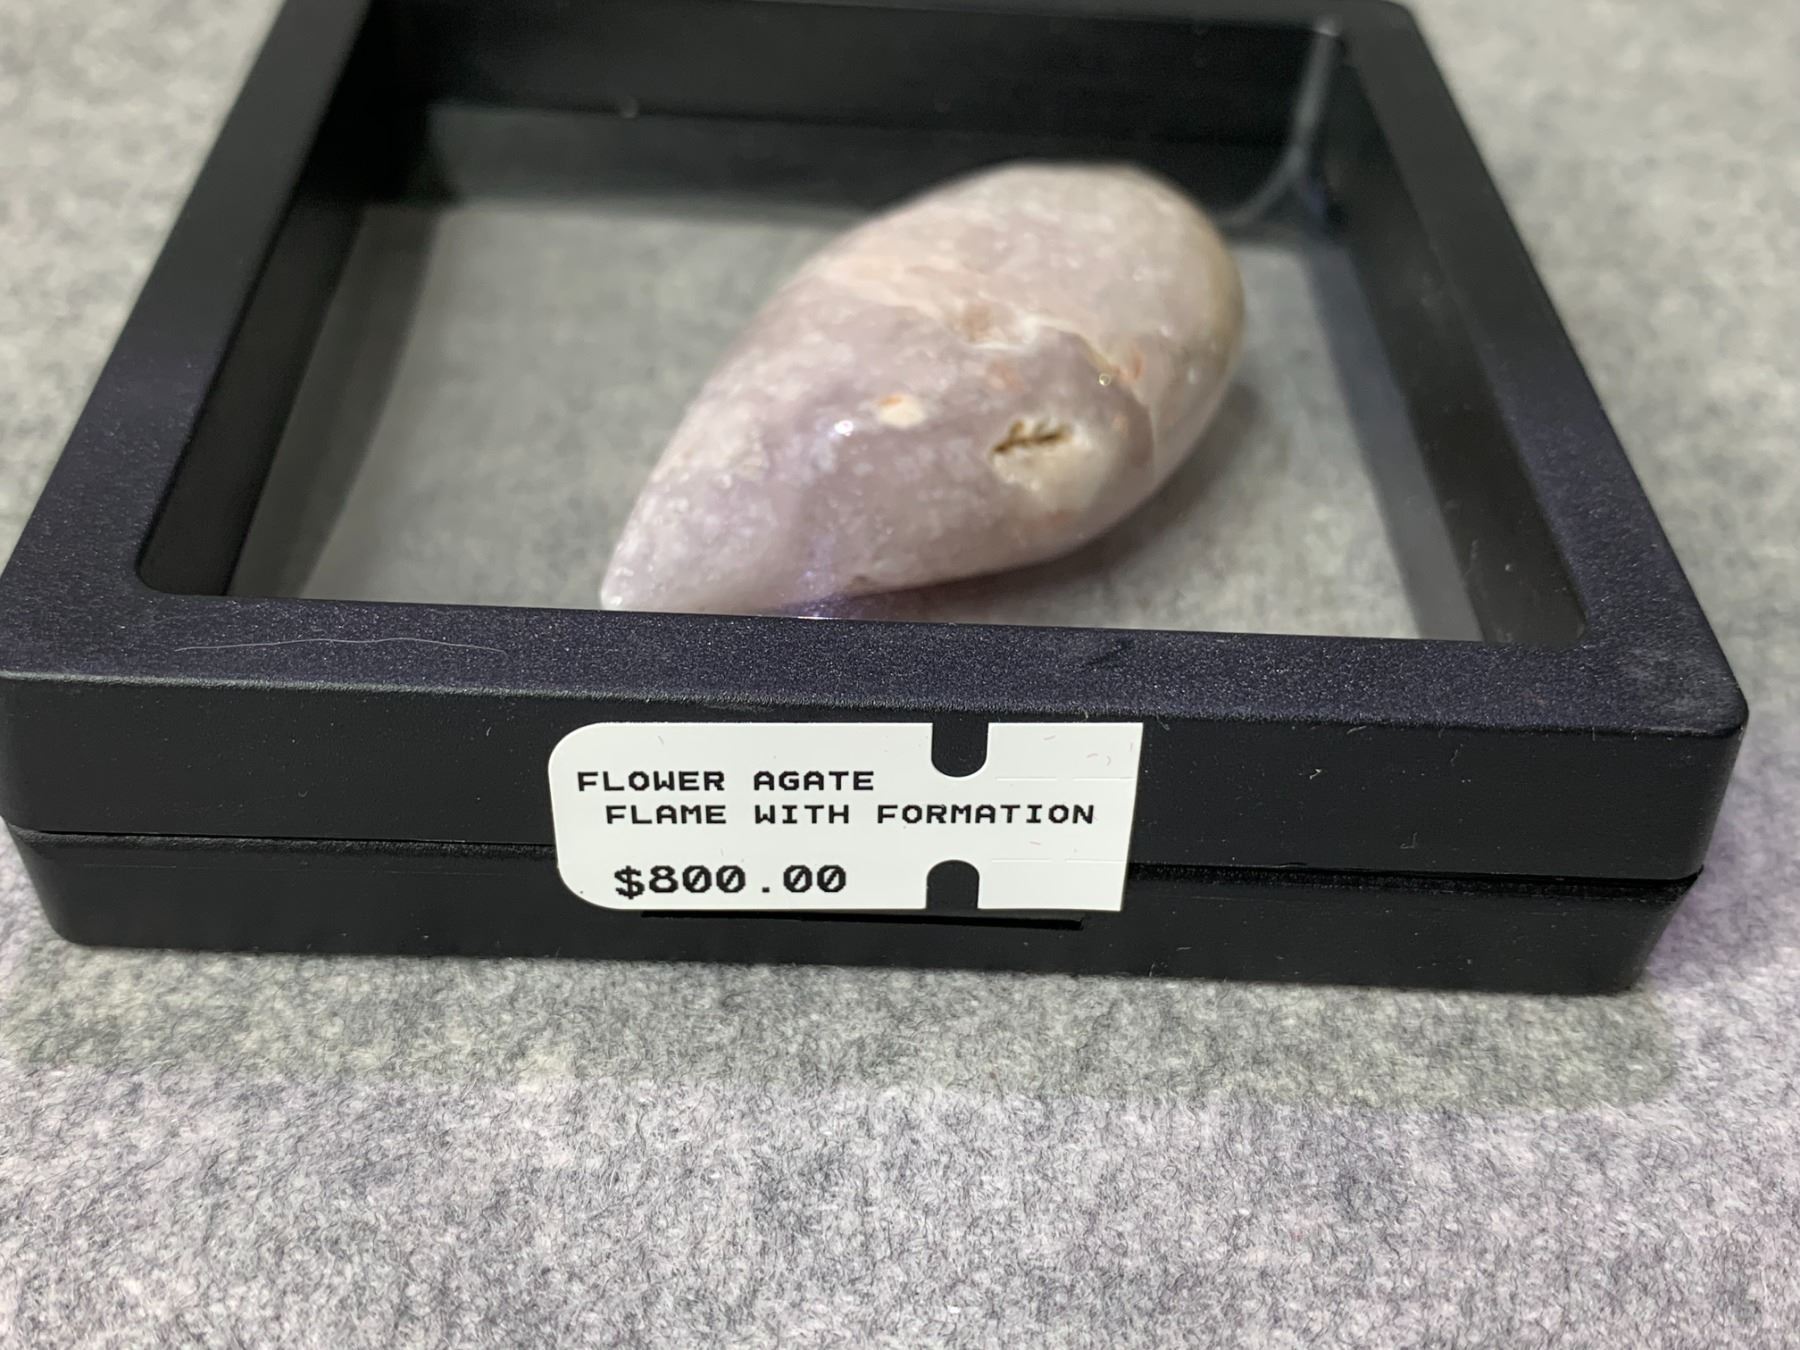 FLOWER AGATE
FLAME WITH FORMATION
$800.00